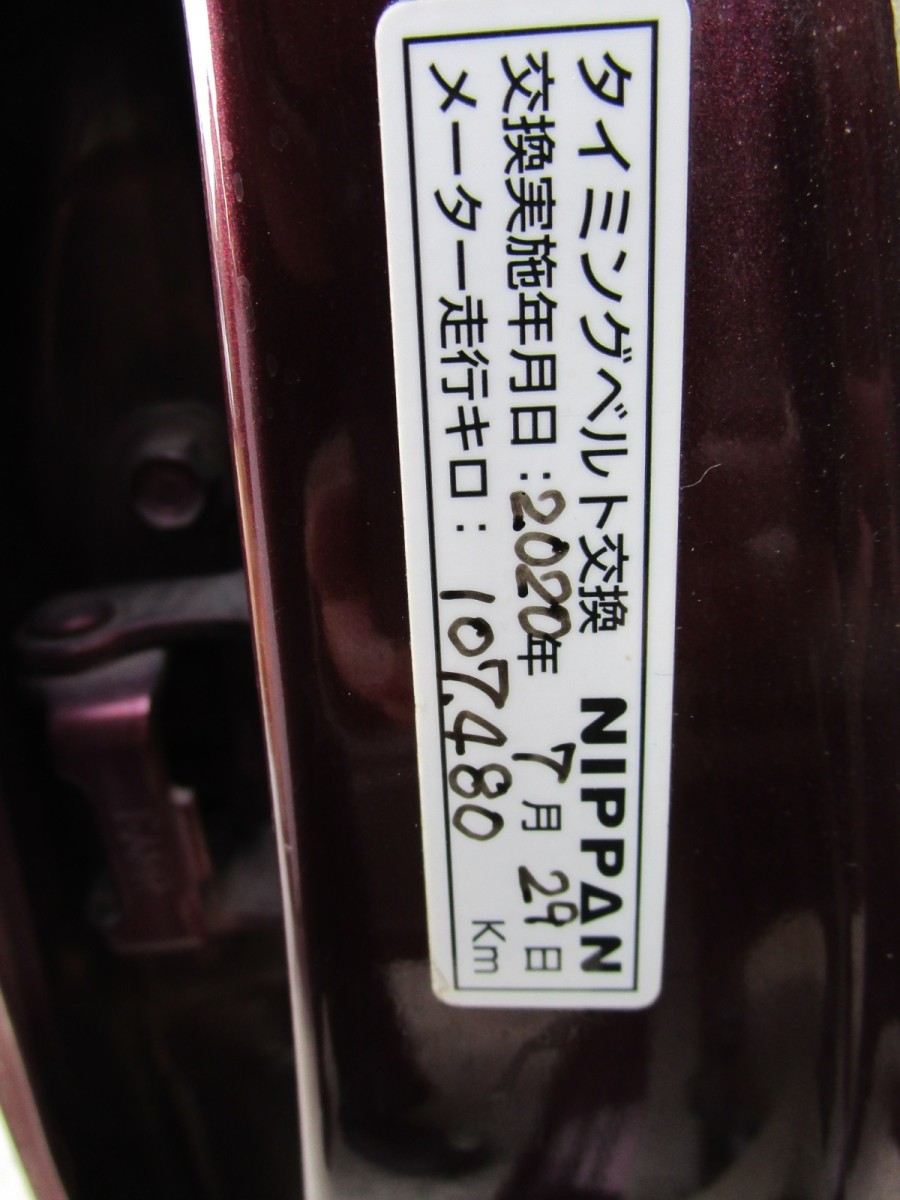 タイミングベルト交換 NIPPAN
交換実施年月日:2020年 7月 29日
メーター走行キロ: 107,480 Km